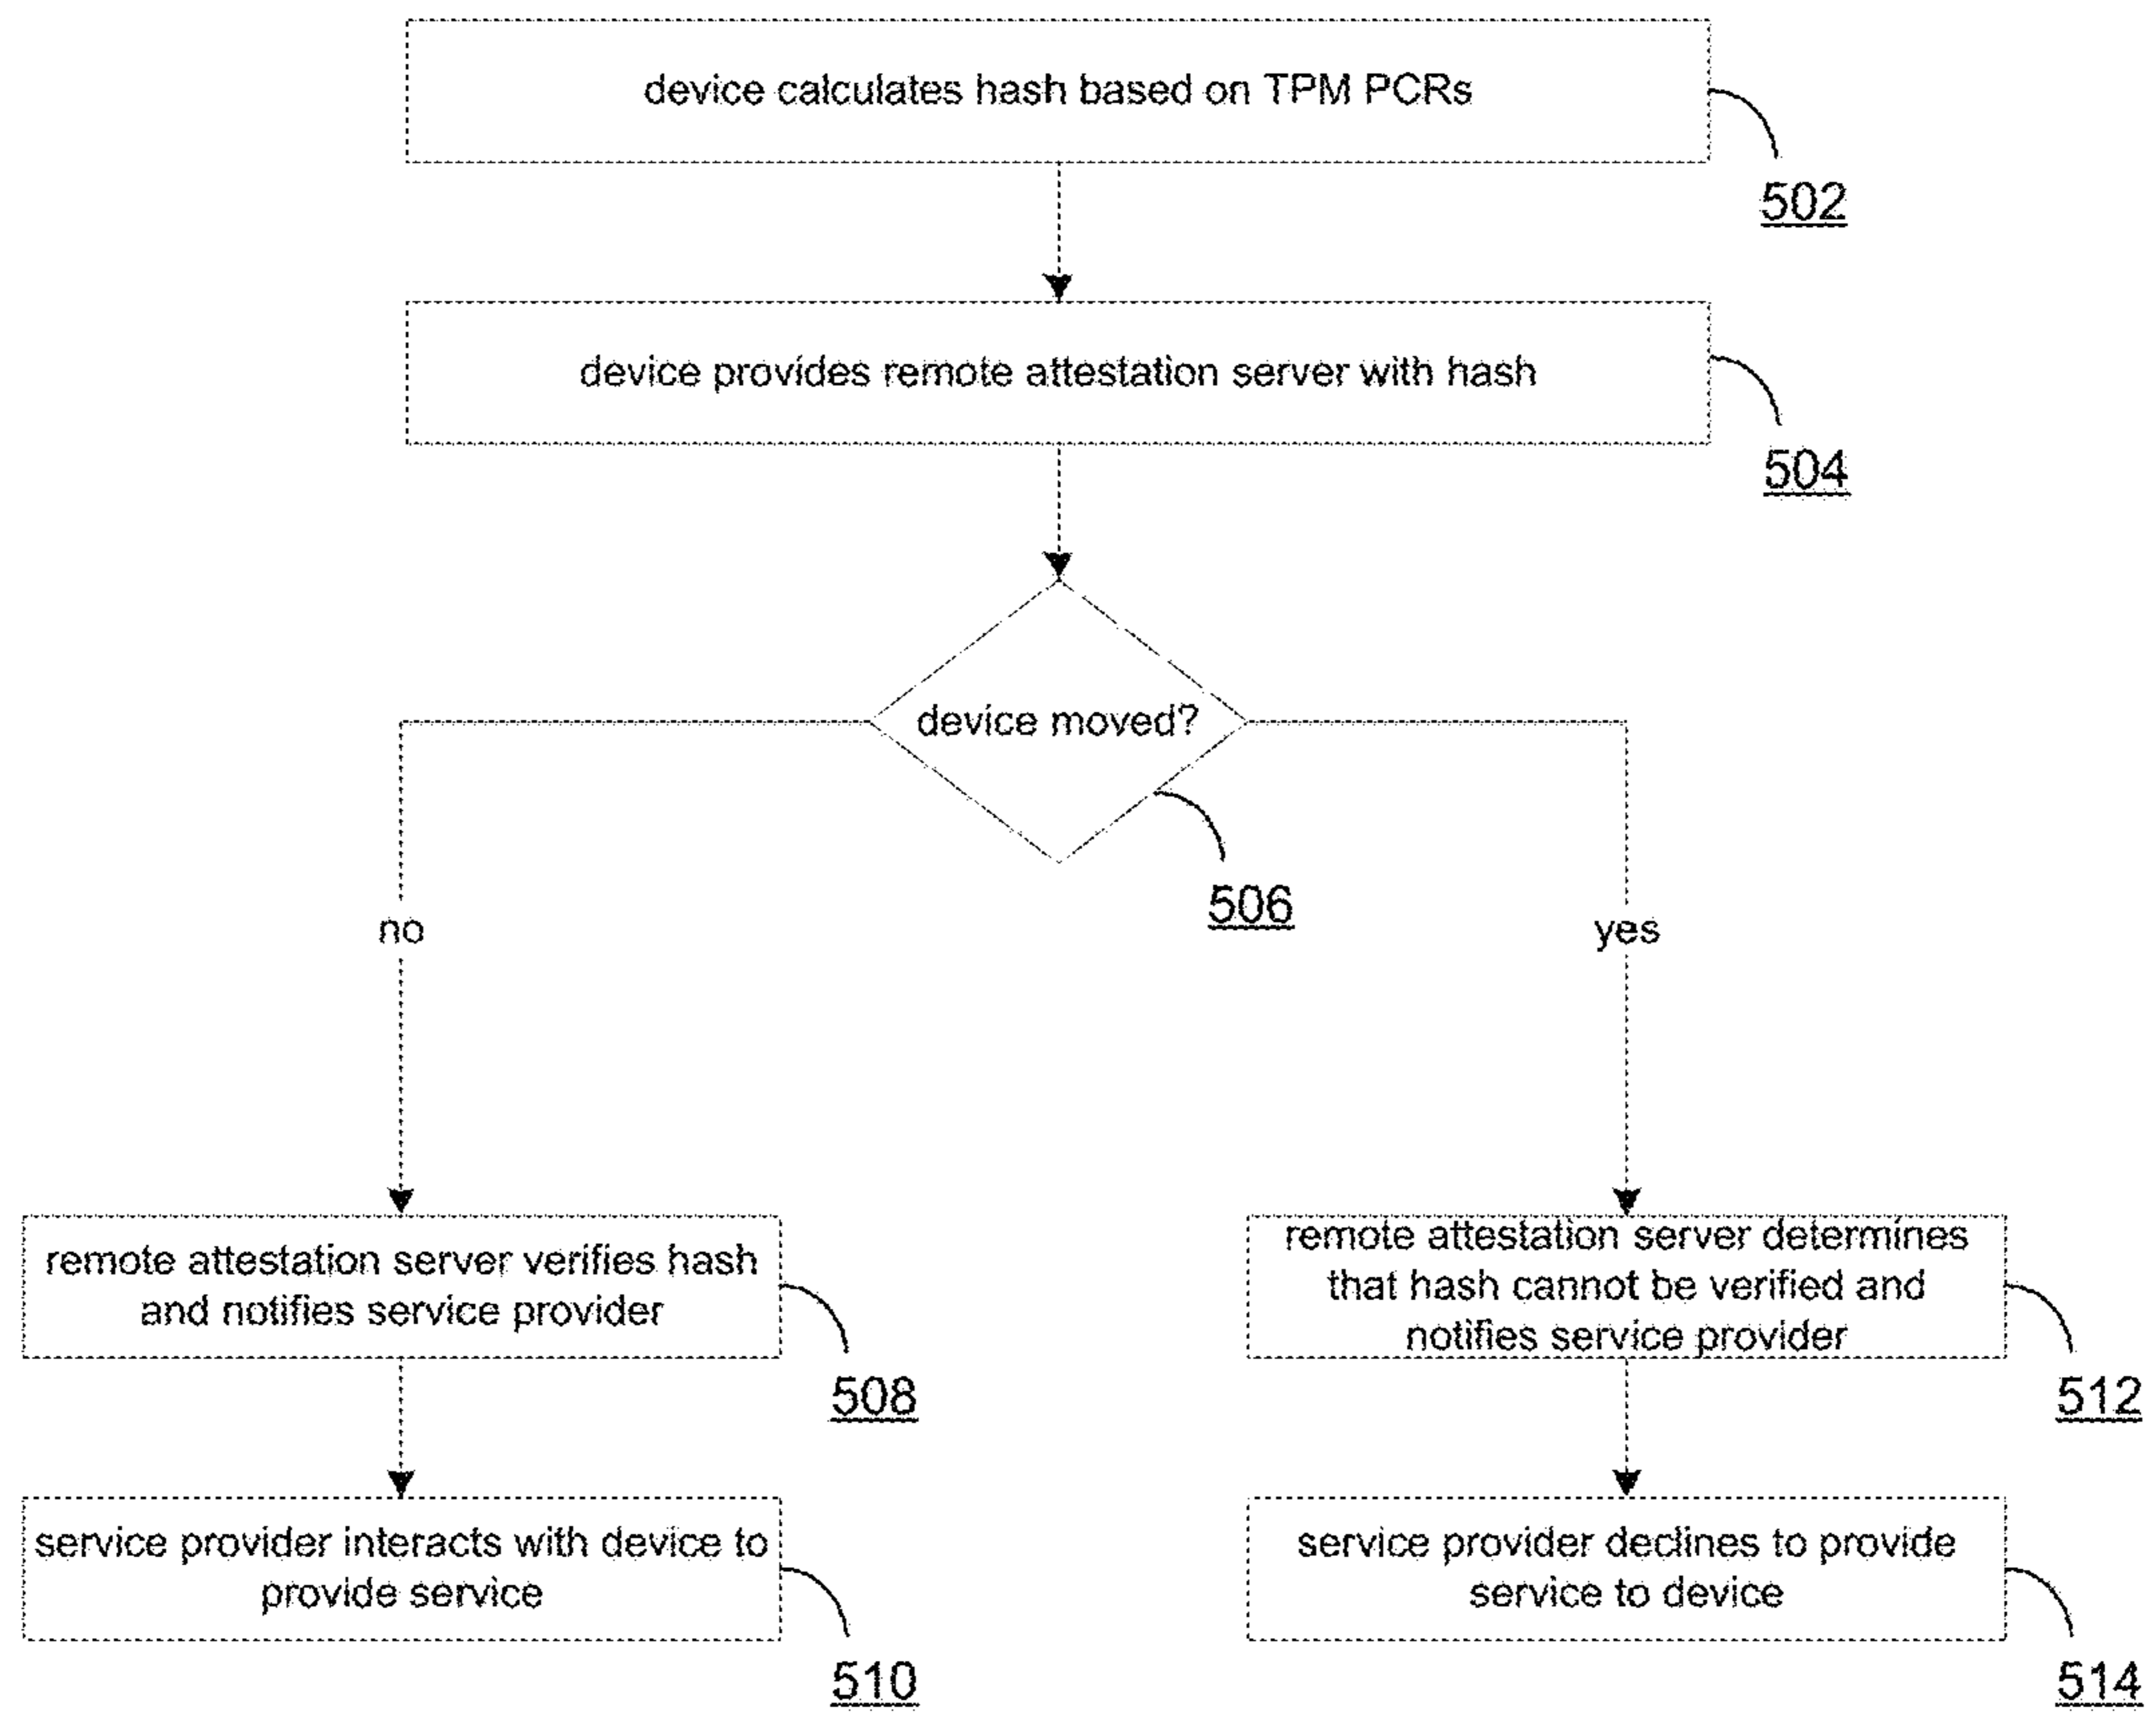 device calculates hash based on TPM PCRs
502
device provides remote attestation server with hash
504
device moved?
506
no
yes
remote attestation server verifies hash
and notifies service provider
508
remote attestation server determines
that hash cannot be verified and
notifies service provider
512
service provider interacts with device to
provide service
510
service provider declines to provide
service to device
514